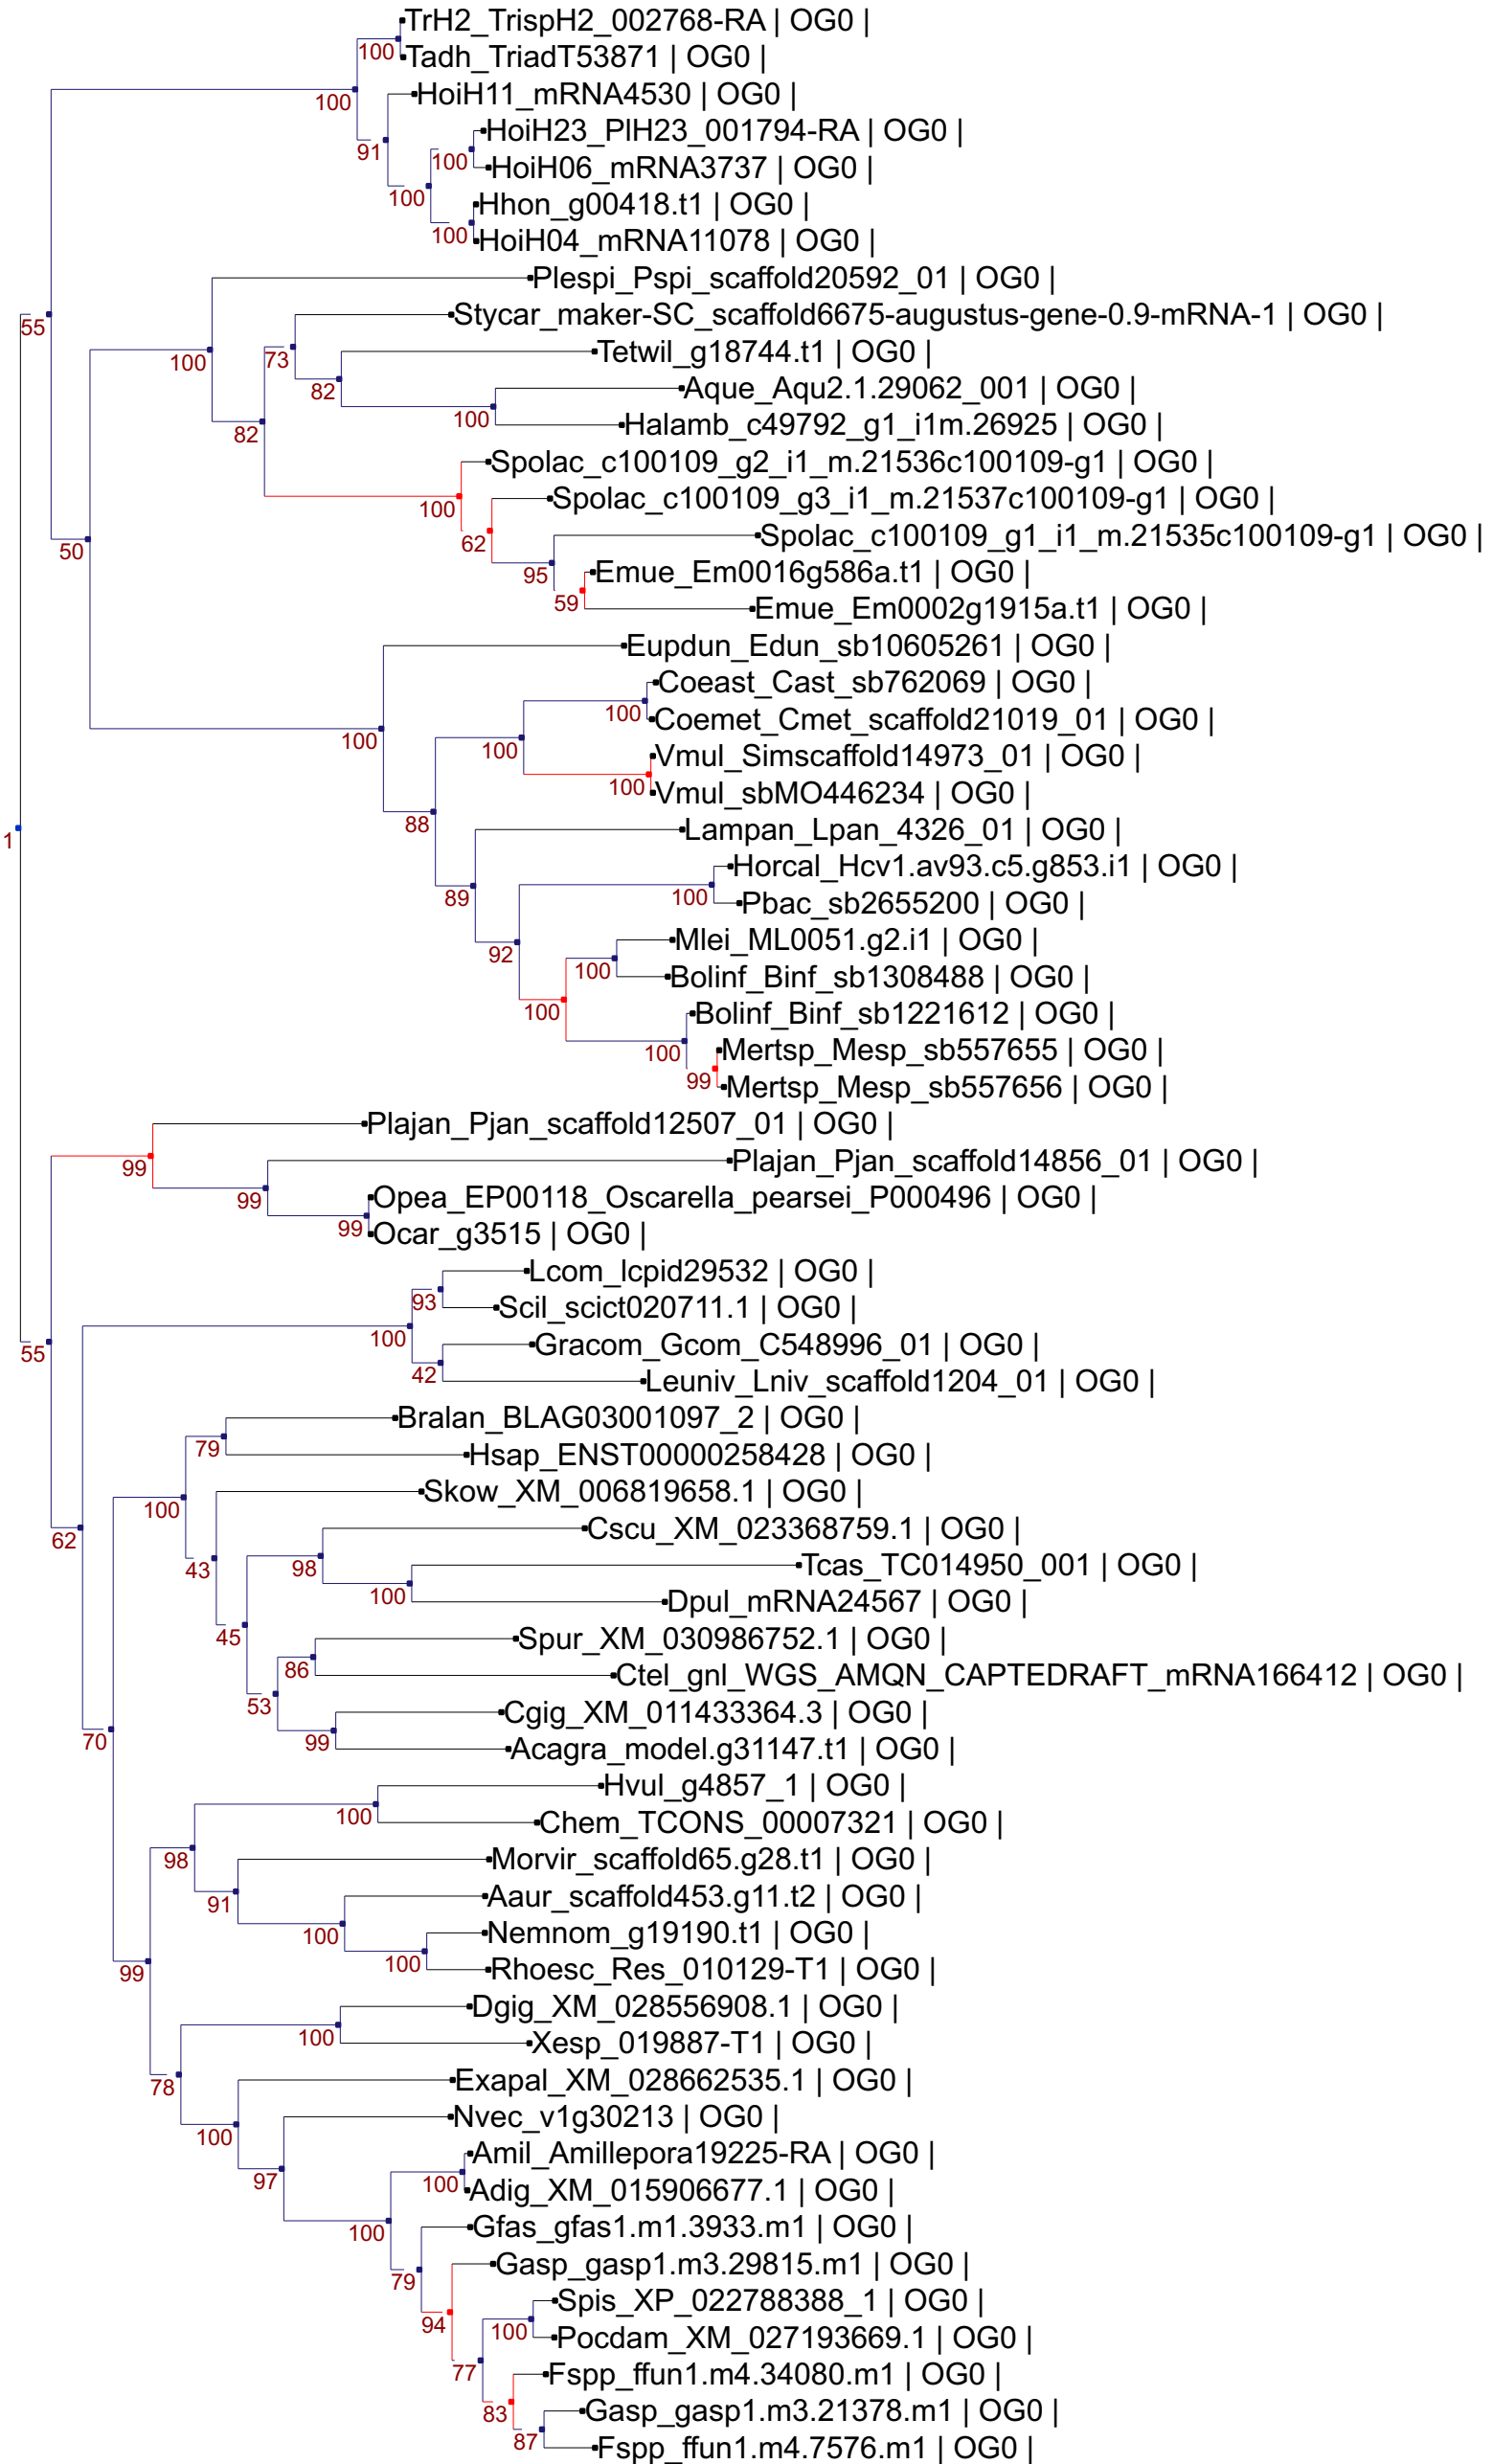 TrH2_TrispH2_002768-RA | OG0 |
100
Tadh_TriadT53871 | OG0 |
100
HoiH11_mRNA4530 | OG0 |
HoiH23_PlH23_001794-RA | OG0 |
91
100
HoiH06_mRNA3737 | OG0 |
100
Hhon_g00418.t1 | OG0 |
100
HoiH04_mRNA11078 | OG0 |
Plespi_Pspi_scaffold20592_01 | OG0 |
55
Stycar_maker-SC_scaffold6675-augustus-gene-0.9-mRNA-1 | OG0 |
100
73
Tetwil_g18744.t1 | OG0 |
82
Aque_Aqu2.1.29062_001 | OG0 |
100
82
Halamb_c49792_g1_i1m.26925 | OG0 |
Spolac_c100109_g2_i1_m.21536c100109-g1 | OG0 |
100
Spolac_c100109_g3_i1_m.21537c100109-g1 | OG0 |
62
50
Spolac_c100109_g1_i1_m.21535c100109-g1 | OG0 |
95
Emue_Em0016g586a.t1 | OG0 |
59
Emue_Em0002g1915a.t1 | OG0 |
Eupdun_Edun_sb10605261 | OG0 |
Coeast_Cast_sb762069 | OG0 |
100
Coemet_Cmet_scaffold21019_01 | OG0 |
100
100
Vmul_Simscaffold14973_01 | OG0 |
100
Vmul_sbMO446234 | OG0 |
88
1
Lampan_Lpan_4326_01 | OG0 |
Horcal_Hcv1.av93.c5.g853.i1 | OG0 |
89
100
Pbac_sb2655200 | OG0 |
92
Mlei_ML0051.g2.i1 | OG0 |
100
Bolinf_Binf_sb1308488 | OG0 |
100
Bolinf_Binf_sb1221612 | OG0 |
100
Mertsp_Mesp_sb557655 | OG0 |
99
Mertsp_Mesp_sb557656 | OG0 |
Plajan_Pjan_scaffold12507_01 | OG0 |
99
Plajan_Pjan_scaffold14856_01 | OG0 |
99
Opea_EP00118_Oscarella_pearsei_P000496 | OG0 |
99
Ocar_g3515 | OG0 |
Lcom_lcpid29532 | OG0 |
93
Scil_scict020711.1 | OG0 |
100
55
Gracom_Gcom_C548996_01 | OG0 |
42
Leuniv_Lniv_scaffold1204_01 | OG0 |
Bralan_BLAG03001097_2 | OG0 |
79
Hsap_ENST00000258428 | OG0 |
Skow_XM_006819658.1 | OG0 |
100
62
Cscu_XM_023368759.1 | OG0 |
43
98
Tcas_TC014950_001 | OG0 |
100
Dpul_mRNA24567 | OG0 |
45
Spur_XM_030986752.1 | OG0 |
86
Ctel_gnl_WGS_AMQN_CAPTEDRAFT_mRNA166412 | OG0 |
53
Cgig_XM_011433364.3 | OG0 |
70
99
Acagra_model.g31147.t1 | OG0 |
Hvul_g4857_1 | OG0 |
100
Chem_TCONS_00007321 | OG0 |
98
Morvir_scaffold65.g28.t1 | OG0 |
91
Aaur_scaffold453.g11.t2 | OG0 |
100
Nemnom_g19190.t1 | OG0 |
100
99
Rhoesc_Res_010129-T1 | OG0 |
Dgig_XM_028556908.1 | OG0 |
100
Xesp_019887-T1 | OG0 |
78
Exapal_XM_028662535.1 | OG0 |
100
Nvec_v1g30213 | OG0 |
97
Amil_Amillepora19225-RA | OG0 |
100
Adig_XM_015906677.1 | OG0 |
100
Gfas_gfas1.m1.3933.m1 | OG0 |
79
Gasp_gasp1.m3.29815.m1 | OG0 |
94
Spis_XP_022788388_1 | OG0 |
100
Pocdam_XM_027193669.1 | OG0 |
77
Fspp_ffun1.m4.34080.m1 | OG0 |
83
Gasp_gasp1.m3.21378.m1 | OG0 |
87
Fspp_ffun1.m4.7576.m1 | OG0 |